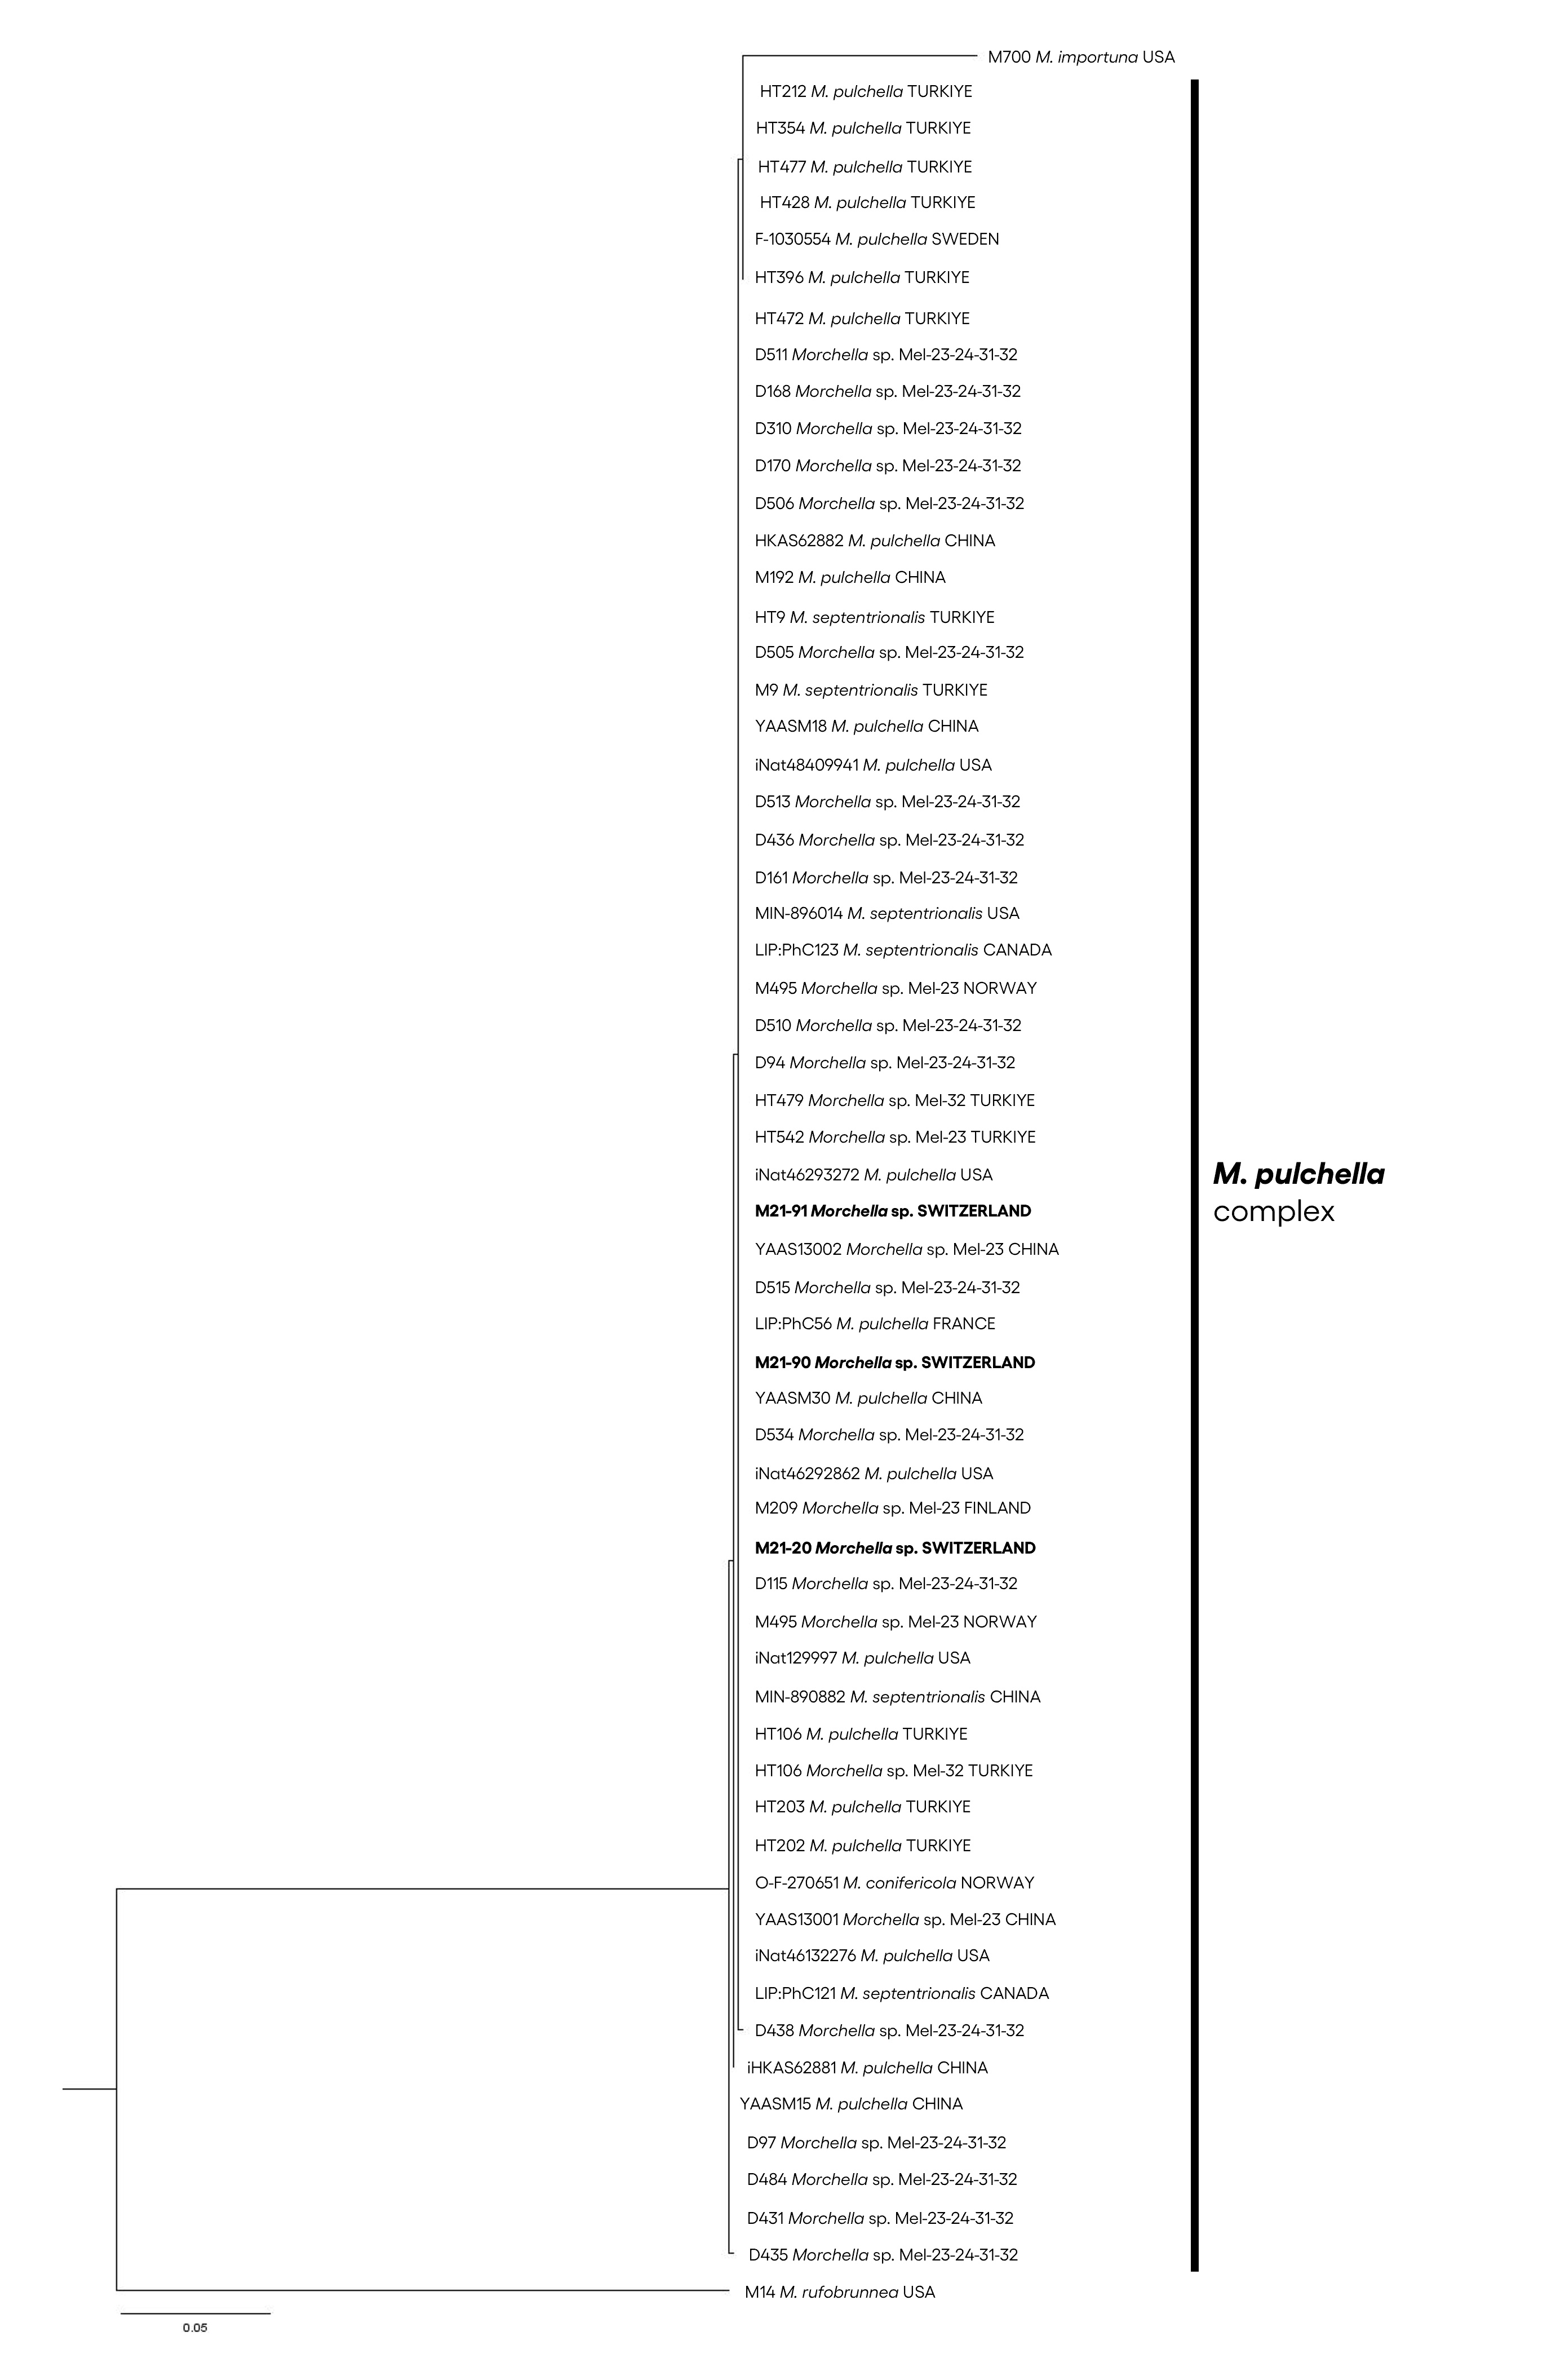 M700 M. importuna USA
HT212 M. pulchella TURKIYE
HT354 M. pulchella TURKIYE
HT477 M. pulchella TURKIYE
HT428 M. pulchella TURKIYE
F-1030554 M. pulchella SWEDEN
HT396 M. pulchella TURKIYE
HT472 M. pulchella TURKIYE
D511 Morchella sp. Mel-23-24-31-32
D168 Morchella sp. Mel-23-24-31-32
D310 Morchella sp. Mel-23-24-31-32
D170 Morchella sp. Mel-23-24-31-32
D506 Morchella sp. Mel-23-24-31-32
HKAS62882 M. pulchella CHINA
M192 M. pulchella CHINA
HT9 M. septentrionalis TURKIYE
D505 Morchella sp. Mel-23-24-31-32
M9 M. septentrionalis TURKIYE
YAASM18 M. pulchella CHINA
iNat48409941 M. pulchella USA
D513 Morchella sp. Mel-23-24-31-32
D436 Morchella sp. Mel-23-24-31-32
D161 Morchella sp. Mel-23-24-31-32
MIN-896014 M. septentrionalis USA
LIP:PhC123 M. septentrionalis CANADA
M495 Morchella sp. Mel-23 NORWAY
D510 Morchella sp. Mel-23-24-31-32
D94 Morchella sp. Mel-23-24-31-32
HT479 Morchella sp. Mel-32 TURKIYE
HT542 Morchella sp. Mel-23 TURKIYE
iNat46293272 M. pulchella USA
M21-91 Morchella sp. SWITZERLAND
YAAS13002 Morchella sp. Mel-23 CHINA
D515 Morchella sp. Mel-23-24-31-32
LIP:PhC56 M. pulchella FRANCE
M21-90 Morchella sp. SWITZERLAND
YAASM30 M. pulchella CHINA
D534 Morchella sp. Mel-23-24-31-32
iNat46292862 M. pulchella USA
M209 Morchella sp. Mel-23 FINLAND
M21-20 Morchella sp. SWITZERLAND
D115 Morchella sp. Mel-23-24-31-32
M495 Morchella sp. Mel-23 NORWAY
iNat129997 M. pulchella USA
MIN-890882 M. septentrionalis CHINA
HT106 M. pulchella TURKIYE
HT106 Morchella sp. Mel-32 TURKIYE
HT203 M. pulchella TURKIYE
HT202 M. pulchella TURKIYE
O-F-270651 M. conifericola NORWAY
YAAS13001 Morchella sp. Mel-23 CHINA
iNat46132276 M. pulchella USA
LIP:PhC121 M. septentrionalis CANADA
D438 Morchella sp. Mel-23-24-31-32
iHKAS62881 M. pulchella CHINA
YAASM15 M. pulchella CHINA
D97 Morchella sp. Mel-23-24-31-32
D484 Morchella sp. Mel-23-24-31-32
D431 Morchella sp. Mel-23-24-31-32
D435 Morchella sp. Mel-23-24-31-32
M14 M. rufobrunnea USA
M. pulchella
complex
0.05